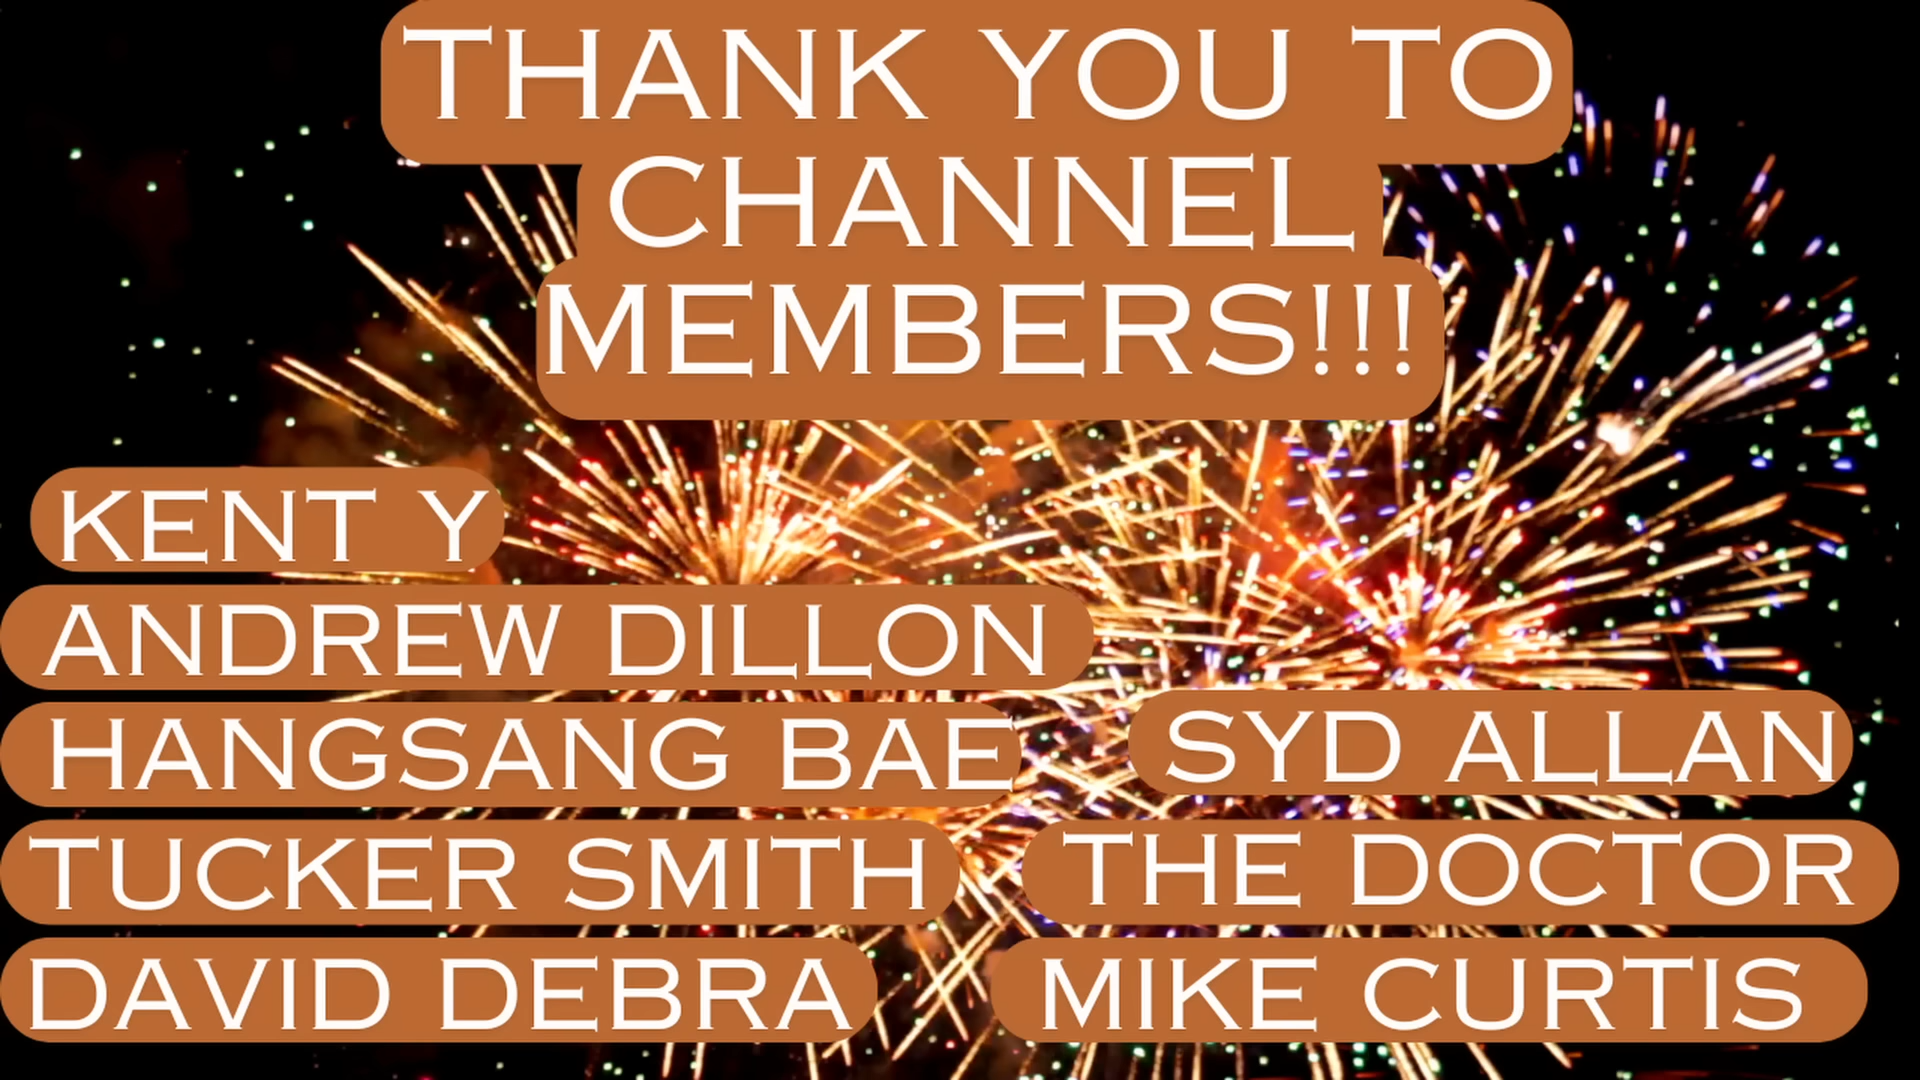 THANK YOU TO
CHANNEL
MEMBERS!!!
KENT Y
ANDREW DILLON
HANGSANG BAE
TUCKER SMITH
DAVID DEBRA
SYD ALLAN
THE DOCTOR
MIKE CURTIS